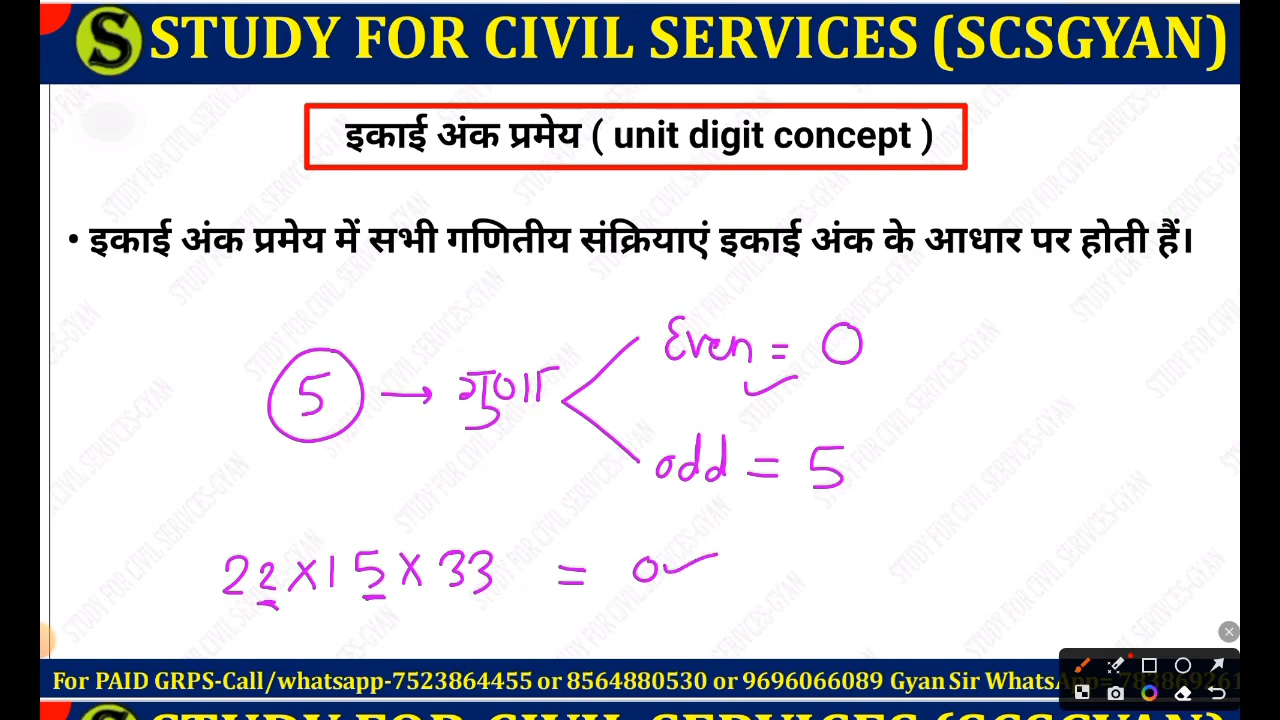 S STUDY FOR CIVIL SERVICES (SCSGYAN)
इकाई अंक प्रमेय ( unit digit concept )
• इकाई अंक प्रमेय में सभी गणितीय संक्रियाएं इकाई अंक के आधार पर होती हैं।
Even = 0
5 → गुणा
odd = 5
22×15×33 = 0
For PAID GRPS-Call/whatsapp-7523864455 or 8564880530 or 9696066089 Gyan Sir WhatsA